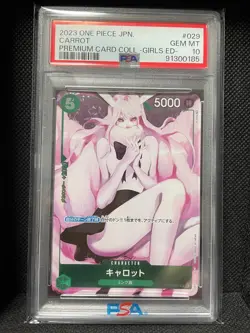 2023 ONE PIECE JPN. #029
CARROT GEM MT
PREMIUM CARD COLL.-GIRLS ED- 10
PSA 91300185
5000
CHARACTER
キャロット
ミンク族
PSA